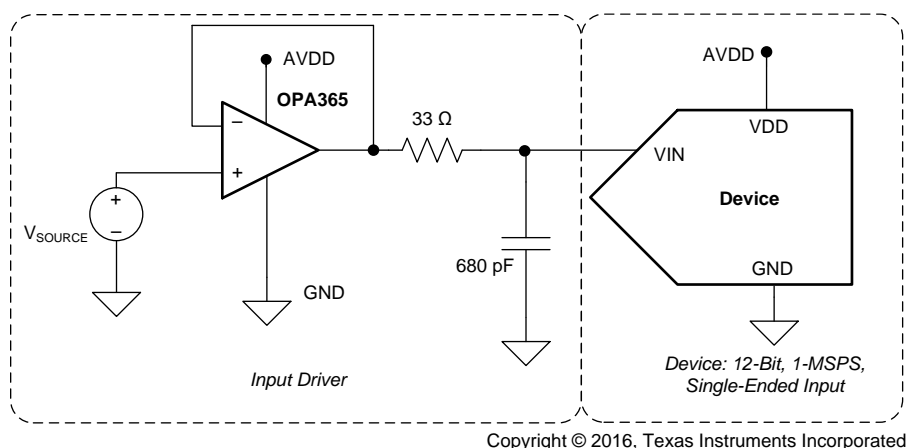 AVDD
OPA365
−
+
33 Ω
+
−
V_SOURCE
GND
680 pF
Input Driver
AVDD
VDD
VIN
Device
GND
Device: 12-Bit, 1-MSPS,
Single-Ended Input
Copyright © 2016, Texas Instruments Incorporated